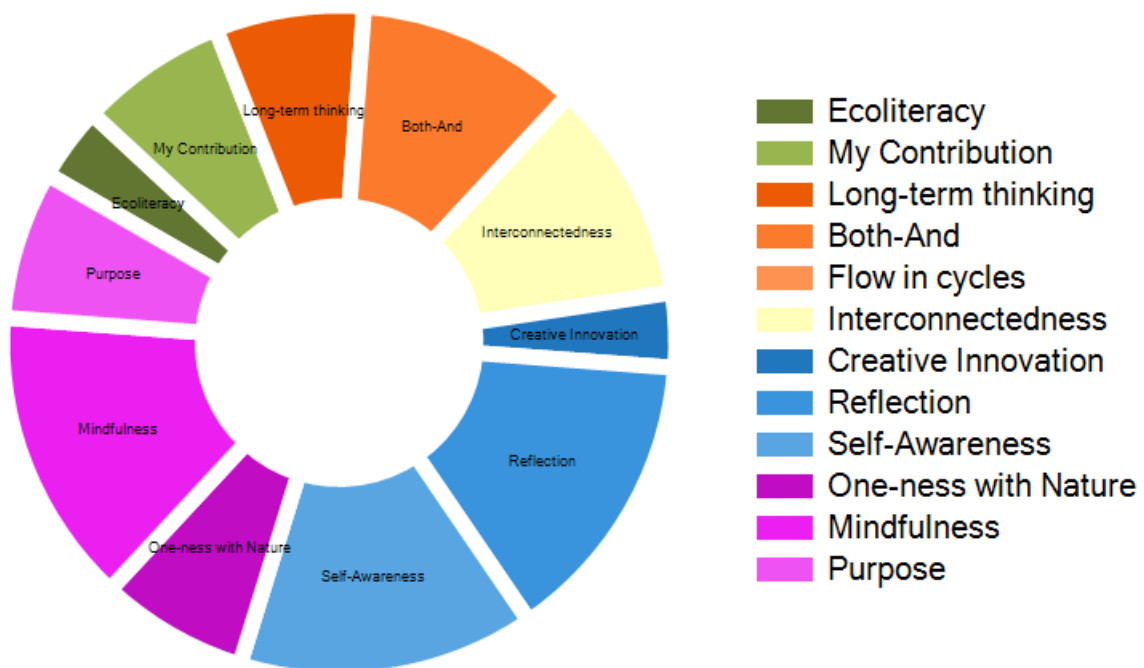 Long-term thinking
Both-And
My Contribution
Ecoliteracy
Interconnectedness
Purpose
Creative Innovation
Mindfulness
Reflection
One-ness with Nature
Self-Awareness
Ecoliteracy
My Contribution
Long-term thinking
Both-And
Flow in cycles
Interconnectedness
Creative Innovation
Reflection
Self-Awareness
One-ness with Nature
Mindfulness
Purpose